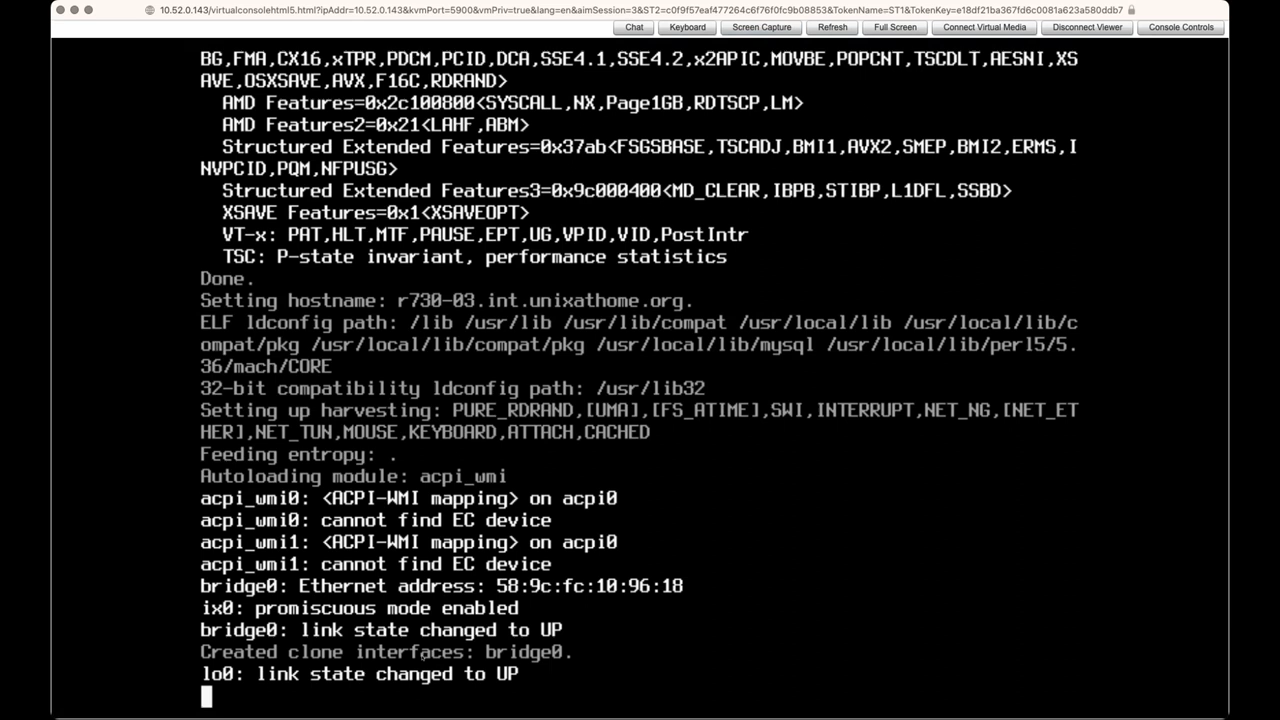 10.52.0.143/virtualconsolehtml5.html?ipAddr=10.52.0.143&kvmPort=5900&vmPriv=true&lang=en&aimSession=3&ST2=c0f9f57eaf477264c6f76f0fc9b08853&TokenName=ST1&TokenKey=e18df21ba367fd6c0081a623a580ddb7
Chat Keyboard Screen Capture Refresh Full Screen Connect Virtual Media Disconnect Viewer Console Controls
BG,FMA,CX16,xTPR,PDCM,PCID,DCA,SSE4.1,SSE4.2,x2APIC,MOVBE,POPCNT,TSCDLT,AESNI,XS
AVE,OSXSAVE,AVX,F16C,RDRAND>
AMD Features=0x2c100800<SYSCALL,NX,Page1GB,RDTSCP,LM>
AMD Features2=0x21<LAHF,ABM>
Structured Extended Features=0x37ab<FSGSBASE,TSCADJ,BMI1,AVX2,SMEP,BMI2,ERMS,I
NVPCID,PQM,NFPUSG>
Structured Extended Features3=0x9c000400<MD_CLEAR,IBPB,STIBP,L1DFL,SSBD>
XSAVE Features=0x1<XSAVEOPT>
VT-x: PAT,HLT,MTF,PAUSE,EPT,UG,VPID,VID,PostIntr
TSC: P-state invariant, performance statistics
Done.
Setting hostname: r730-03.int.unixathome.org.
ELF ldconfig path: /lib /usr/lib /usr/lib/compat /usr/local/lib /usr/local/lib/c
ompat/pkg /usr/local/lib/compat/pkg /usr/local/lib/mysql /usr/local/lib/perl5/5.
36/mach/CORE
32-bit compatibility ldconfig path: /usr/lib32
Setting up harvesting: PURE_RDRAND,[UMA],[FS_ATIME],SWI,INTERRUPT,NET_NG,[NET_ET
HER],NET_TUN,MOUSE,KEYBOARD,ATTACH,CACHED
Feeding entropy: .
Autoloading module: acpi_wmi
acpi_wmi0: <ACPI-WMI mapping> on acpi0
acpi_wmi0: cannot find EC device
acpi_wmi1: <ACPI-WMI mapping> on acpi0
acpi_wmi1: cannot find EC device
bridge0: Ethernet address: 58:9c:fc:10:96:18
ix0: promiscuous mode enabled
bridge0: link state changed to UP
Created clone interfaces: bridge0.
lo0: link state changed to UP